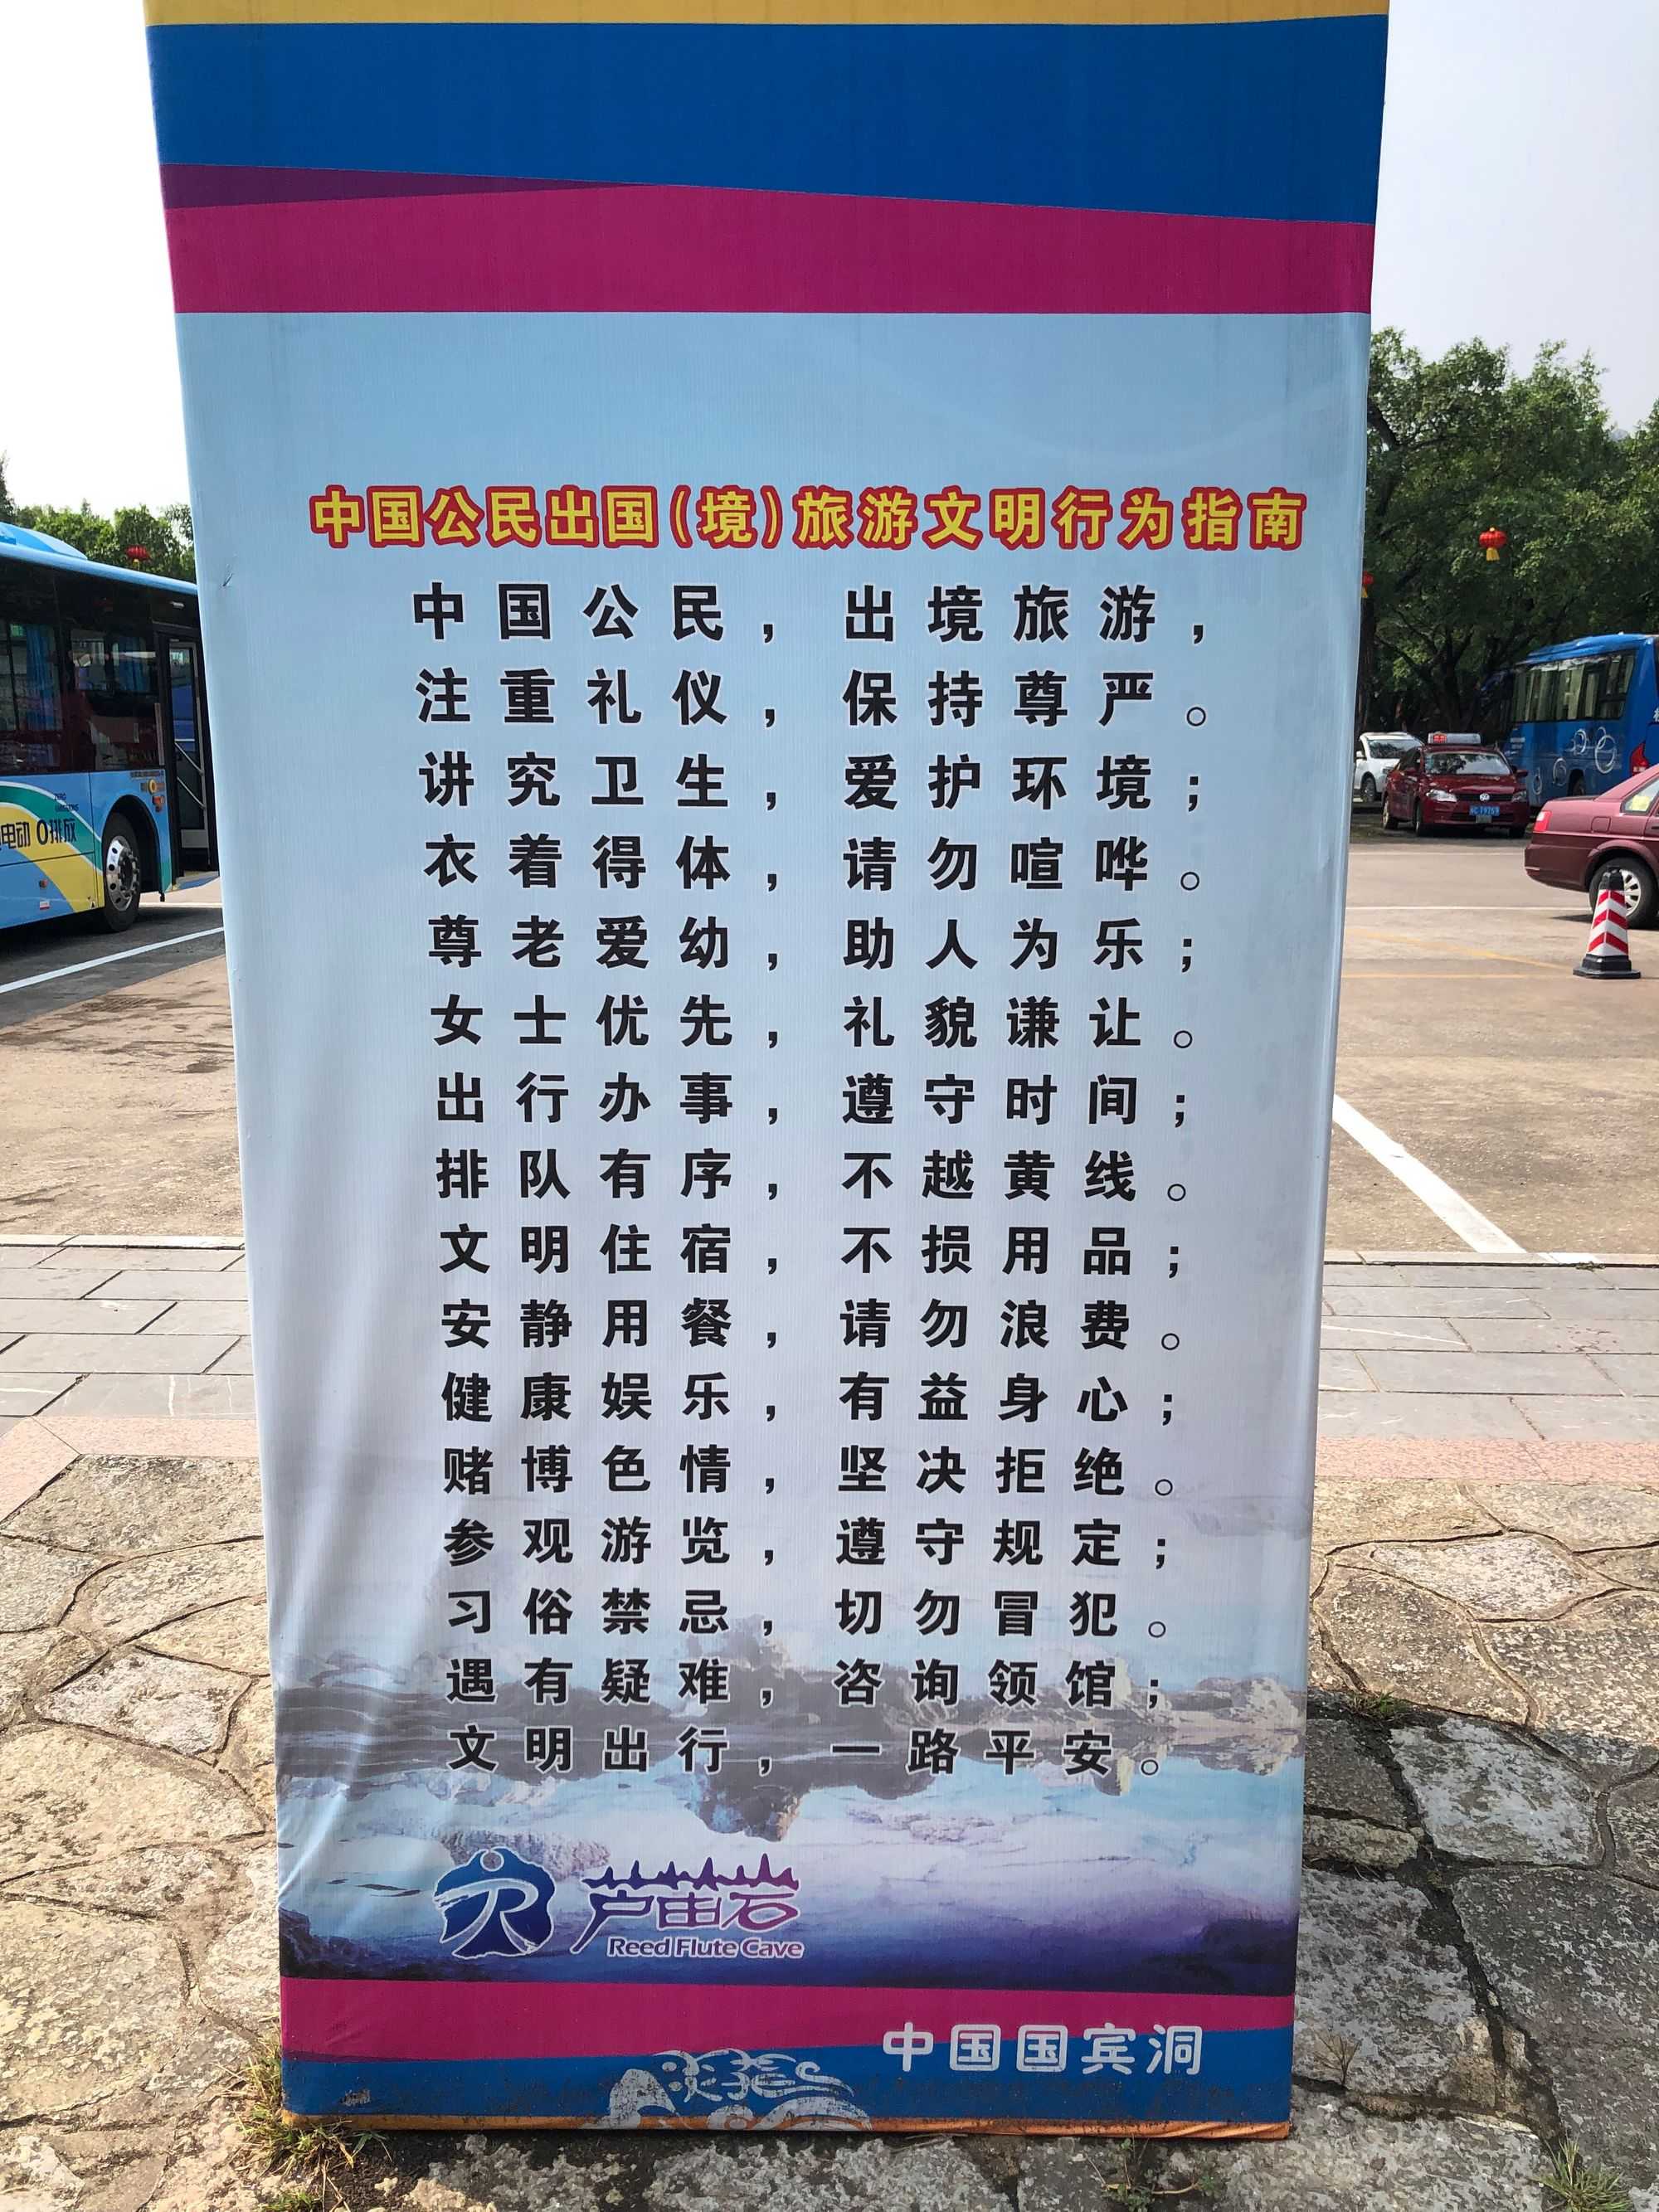 中国公民出国(境)旅游文明行为指南
中国公民，出境旅游，
注重礼仪，保持尊严。
讲究卫生，爱护环境；
衣着得体，请勿喧哗。
尊老爱幼，助人为乐；
女士优先，礼貌谦让。
出行办事，遵守时间；
排队有序，不越黄线。
文明住宿，不损用品；
安静用餐，请勿浪费。
健康娱乐，有益身心；
赌博色情，坚决拒绝。
参观游览，遵守规定；
习俗禁忌，切勿冒犯。
遇有疑难，咨询领馆；
文明出行，一路平安。
芦笛岩
Reed Flute Cave
中国国宾洞
电动 0排放